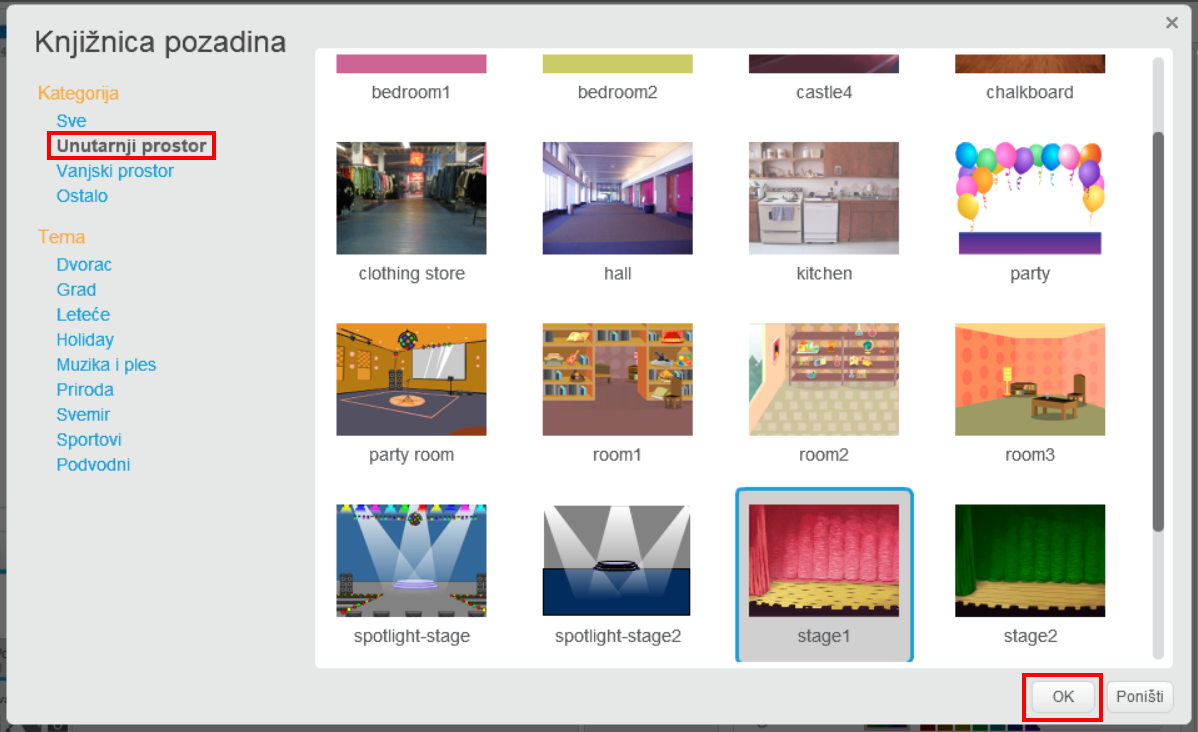 Knjižnica pozadina
Kategorija
Sve
Unutarnji prostor
Vanjski prostor
Ostalo
Tema
Dvorac
Grad
Leteće
Holiday
Muzika i ples
Priroda
Svemir
Sportovi
Podvodni
bedroom1 bedroom2 castle4 chalkboard
clothing store hall kitchen party
party room room1 room2 room3
spotlight-stage spotlight-stage2 stage1 stage2
OK Poništi